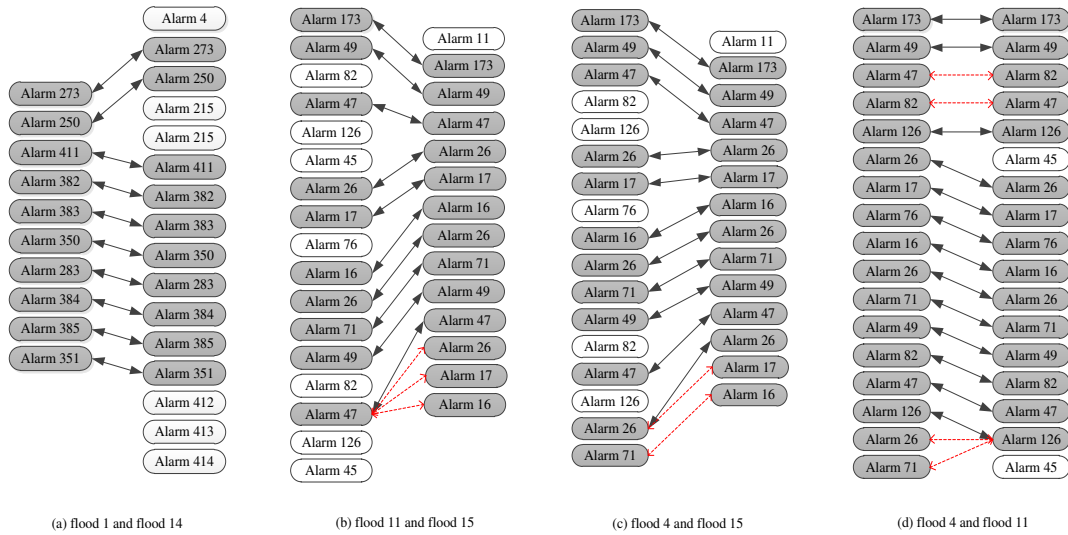 Alarm 273
Alarm 250
Alarm 411
Alarm 382
Alarm 383
Alarm 350
Alarm 283
Alarm 384
Alarm 385
Alarm 351
Alarm 4
Alarm 273
Alarm 250
Alarm 215
Alarm 215
Alarm 411
Alarm 382
Alarm 383
Alarm 350
Alarm 283
Alarm 384
Alarm 385
Alarm 351
Alarm 412
Alarm 413
Alarm 414
(a) flood 1 and flood 14
Alarm 173
Alarm 49
Alarm 82
Alarm 47
Alarm 126
Alarm 45
Alarm 26
Alarm 17
Alarm 76
Alarm 16
Alarm 26
Alarm 71
Alarm 49
Alarm 82
Alarm 47
Alarm 126
Alarm 45
Alarm 11
Alarm 173
Alarm 49
Alarm 47
Alarm 26
Alarm 17
Alarm 16
Alarm 26
Alarm 71
Alarm 49
Alarm 47
Alarm 26
Alarm 17
Alarm 16
(b) flood 11 and flood 15
Alarm 173
Alarm 49
Alarm 47
Alarm 82
Alarm 126
Alarm 26
Alarm 17
Alarm 76
Alarm 16
Alarm 26
Alarm 71
Alarm 49
Alarm 82
Alarm 47
Alarm 126
Alarm 26
Alarm 71
Alarm 11
Alarm 173
Alarm 49
Alarm 47
Alarm 26
Alarm 17
Alarm 16
Alarm 26
Alarm 71
Alarm 49
Alarm 47
Alarm 26
Alarm 17
Alarm 16
(c) flood 4 and flood 15
Alarm 173
Alarm 49
Alarm 47
Alarm 82
Alarm 126
Alarm 26
Alarm 17
Alarm 76
Alarm 16
Alarm 26
Alarm 71
Alarm 49
Alarm 82
Alarm 47
Alarm 126
Alarm 26
Alarm 71
Alarm 173
Alarm 49
Alarm 82
Alarm 47
Alarm 126
Alarm 45
Alarm 26
Alarm 17
Alarm 76
Alarm 16
Alarm 26
Alarm 71
Alarm 49
Alarm 82
Alarm 47
Alarm 126
Alarm 45
(d) flood 4 and flood 11